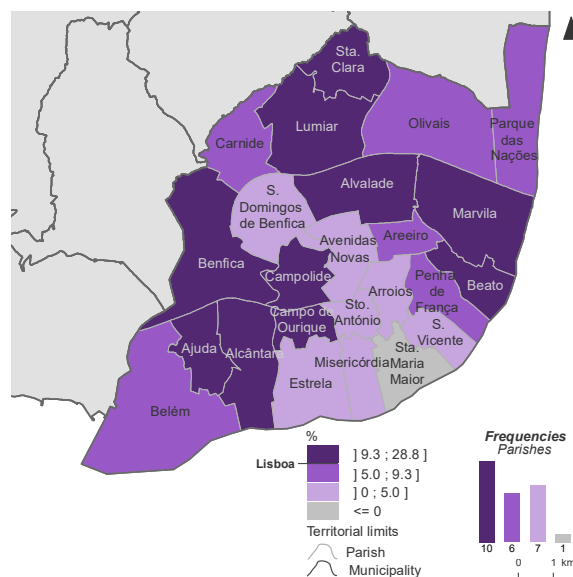 Sta.
Clara
Lumiar
Olivais
Carnide
Parque
das
Nações
Alvalade
S.
Domingos
de Benfica
Marvila
Avenidas
Novas
Areeiro
Benfica
Campolide
Penha
de
França
Beato
Arroios
Campo de
Ourique
Sto.
António
S.
Vicente
Ajuda
Alcântara
Misericórdia
Sta.
Maria
Maior
Estrela
Belém
%
] 9.3 ; 28.8 ]
Lisboa
] 5.0 ; 9.3 ]
] 0 ; 5.0 ]
<= 0
Territorial limits
Parish
Municipality
Frequencies
Parishes
10 6 7 1
0 1 km